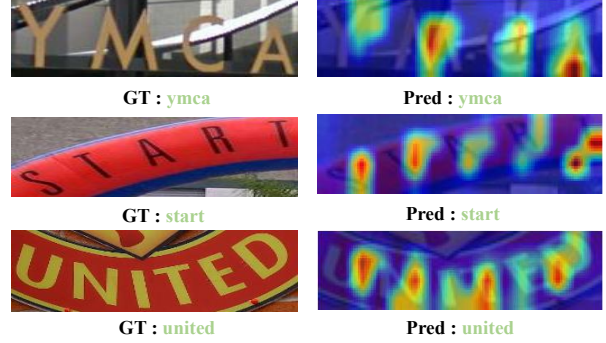 YMCA
GT : ymca
Pred : ymca
START
GT : start
Pred : start
UNITED
GT : united
Pred : united